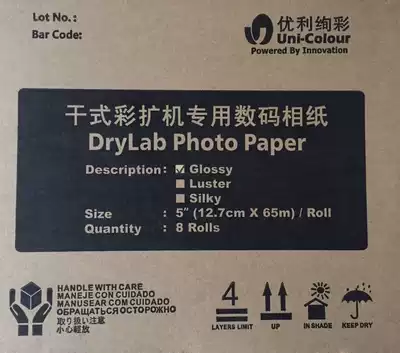 Lot No.:
Bar Code:
优利绚彩
Uni-Colour
Powered By Innovation
干式彩扩机专用数码相纸
DryLab Photo Paper
Description: Glossy
Luster
Silky
Size : 5" (12.7cm X 65m) / Roll
Quantity : 8 Rolls
HANDLE WITH CARE
MANEJE CON CUIDADO
MANUSEAR COM CUIDADO
ОБРАЩАТЬСЯ ОСТОРОЖНО
取り扱い注意
小心轻放
4
LAYERS LIMIT
UP
IN SHADE
KEEP DRY